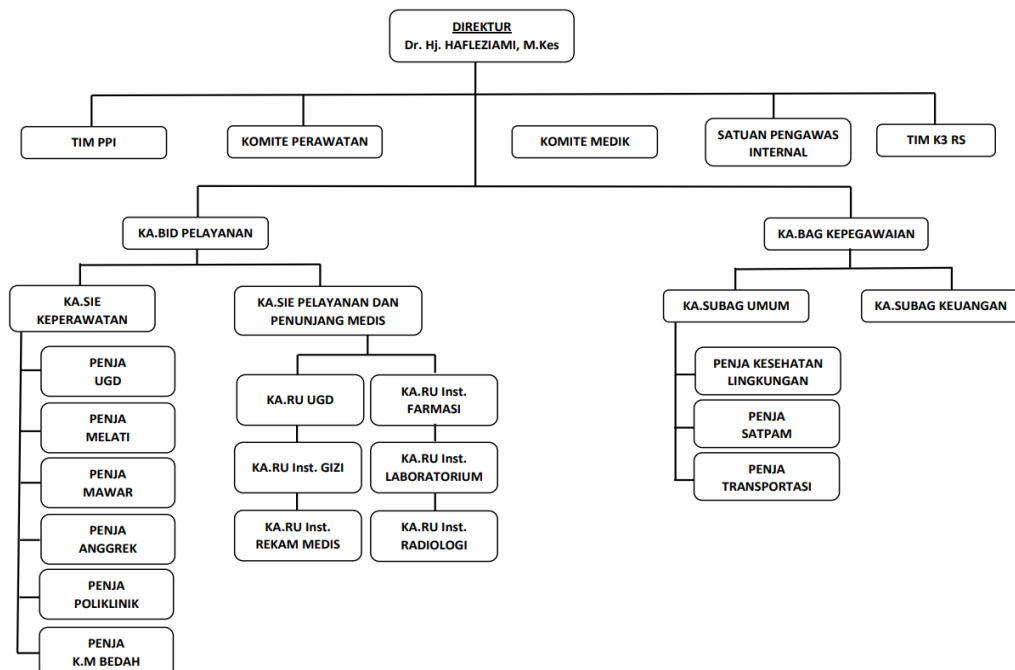 DIREKTUR
Dr. Hj. HAFLEZIAMI, M.Kes
TIM PPI
KOMITE PERAWATAN
KOMITE MEDIK
SATUAN PENGAWAS
INTERNAL
TIM K3 RS
KA.BID PELAYANAN
KA.BAG KEPEGAWAIAN
KA.SIE
KEPERAWATAN
KA.SIE PELAYANAN DAN
PENUNJANG MEDIS
KA.SUBAG UMUM
KA.SUBAG KEUANGAN
PENJA
UGD
PENJA
MELATI
PENJA
MAWAR
PENJA
ANGGREK
PENJA
POLIKLINIK
PENJA
K.M BEDAH
KA.RU UGD
KA.RU Inst. GIZI
KA.RU Inst.
REKAM MEDIS
KA.RU Inst.
FARMASI
KA.RU Inst.
LABORATORIUM
KA.RU Inst.
RADIOLOGI
PENJA KESEHATAN
LINGKUNGAN
PENJA
SATPAM
PENJA
TRANSPORTASI